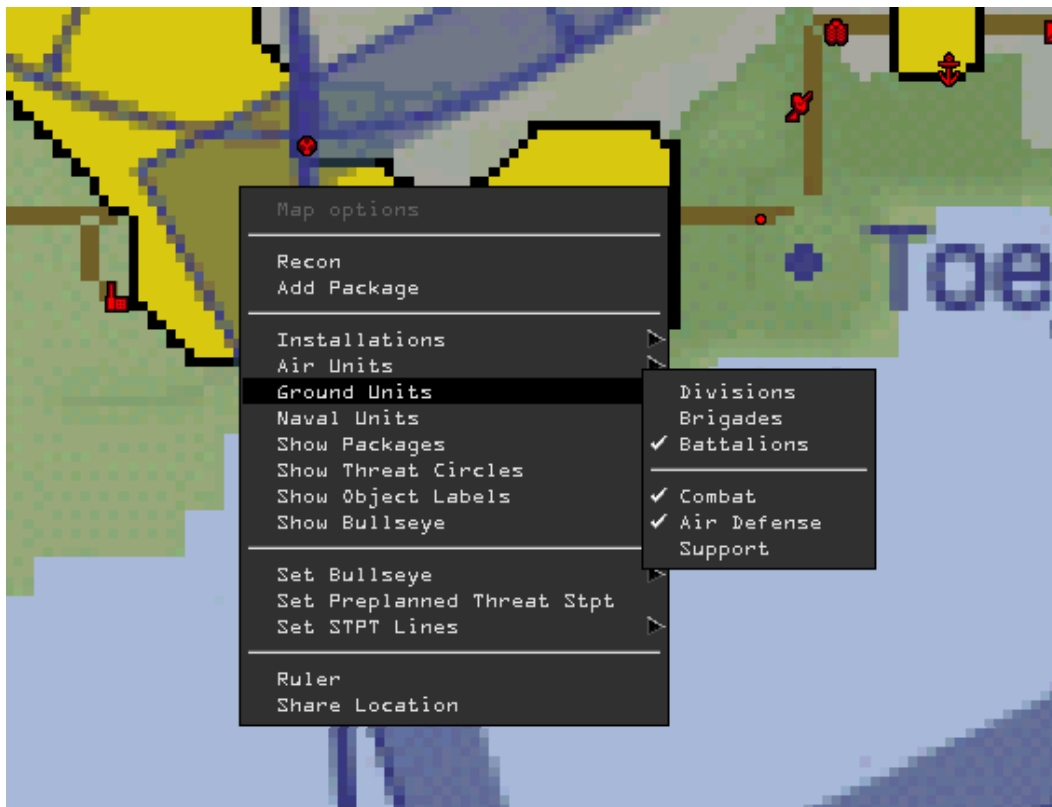 Toe
Map options
Recon
Add Package
Installations
Air Units
Ground Units
Naval Units
Show Packages
Show Threat Circles
Show Object Labels
Show Bullseye
Set Bullseye
Set Preplanned Threat Stpt
Set STPT Lines
Ruler
Share Location
Divisions
Brigades
Battalions
Combat
Air Defense
Support